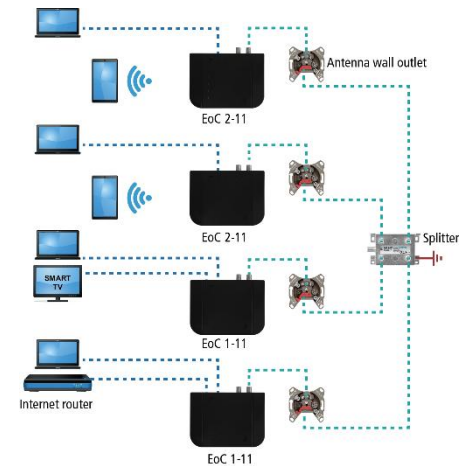 Antenna wall outlet
EoC 2-11
EoC 2-11
Splitter
SMART
TV
EoC 1-11
Internet router
EoC 1-11